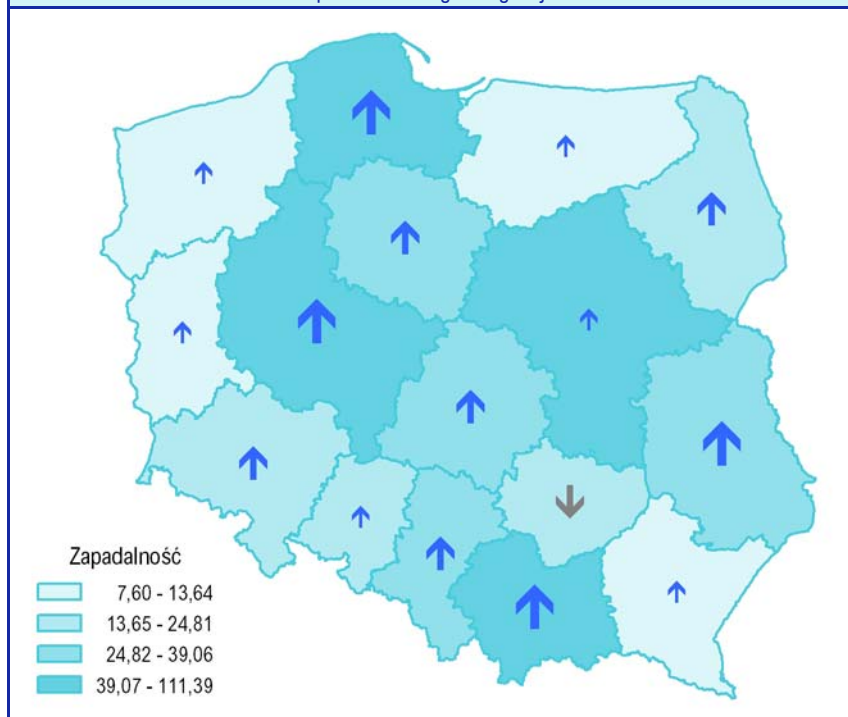 Zapadalność
7,60 - 13,64
13,65 - 24,81
24,82 - 39,06
39,07 - 111,39